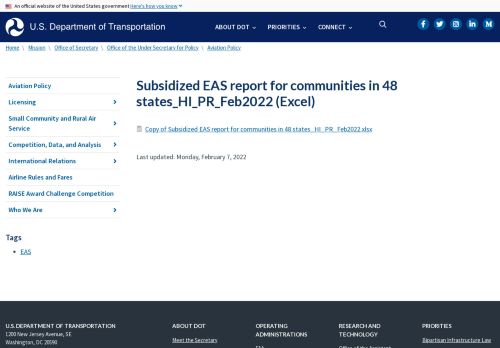 An official website of the United States government Here's how you know
U.S. Department of Transportation
ABOUT DOT PRIORITIES CONNECT
Home \ Mission \ Office of Secretary \ Office of the Under Secretary for Policy \ Aviation Policy
Aviation Policy
Licensing
Small Community and Rural Air
Service
Competition, Data, and Analysis
International Relations
Airline Rules and Fares
RAISE Award Challenge Competition
Who We Are
Tags
EAS
Subsidized EAS report for communities in 48
states_HI_PR_Feb2022 (Excel)
Copy of Subsidized EAS report for communities in 48 states_HI_PR_Feb2022.xlsx
Last updated: Monday, February 7, 2022
U.S. DEPARTMENT OF TRANSPORTATION
1200 New Jersey Avenue, SE
Washington, DC 20590
ABOUT DOT
Meet the Secretary
OPERATING
ADMINISTRATIONS
FAA
RESEARCH AND
TECHNOLOGY
Office of the Assistant
PRIORITIES
Bipartisan Infrastructure Law